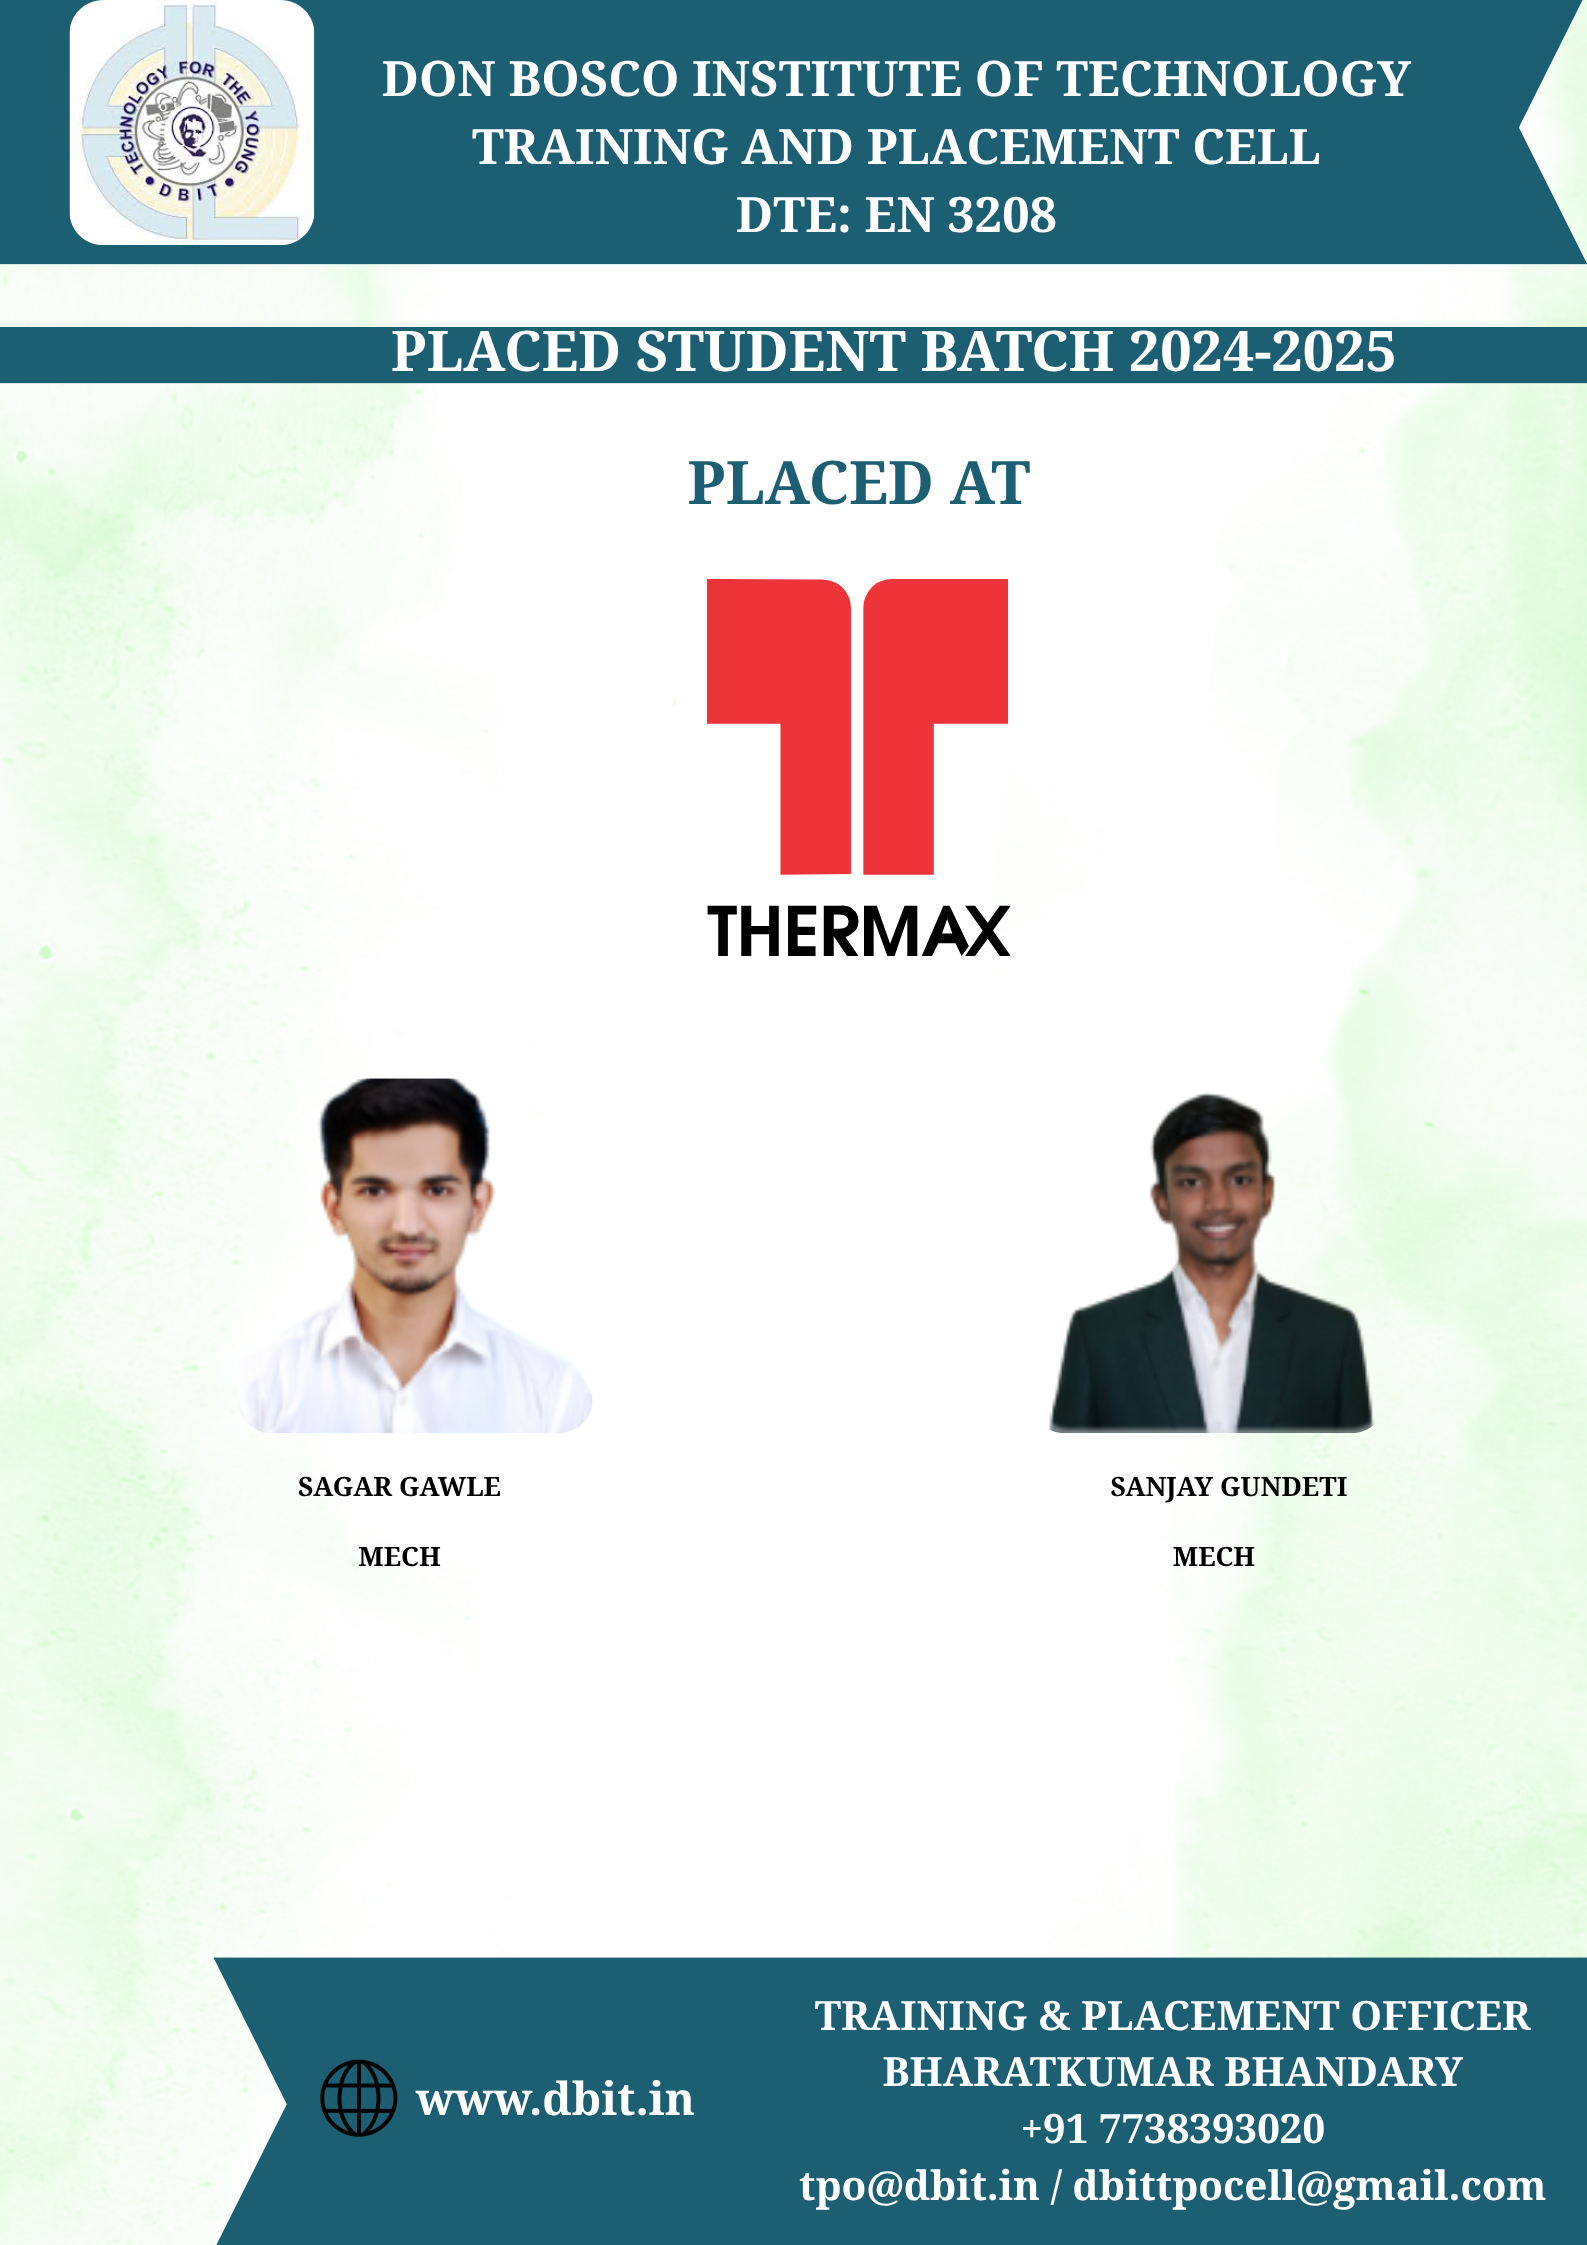 TECHNOLOGY FOR THE YOUNG
• DBIT •
DON BOSCO INSTITUTE OF TECHNOLOGY
TRAINING AND PLACEMENT CELL
DTE: EN 3208
PLACED STUDENT BATCH 2024-2025
PLACED AT
THERMAX
SAGAR GAWLE
SANJAY GUNDETI
MECH
MECH
www.dbit.in
TRAINING & PLACEMENT OFFICER
BHARATKUMAR BHANDARY
+91 7738393020
tpo@dbit.in / dbittpocell@gmail.com